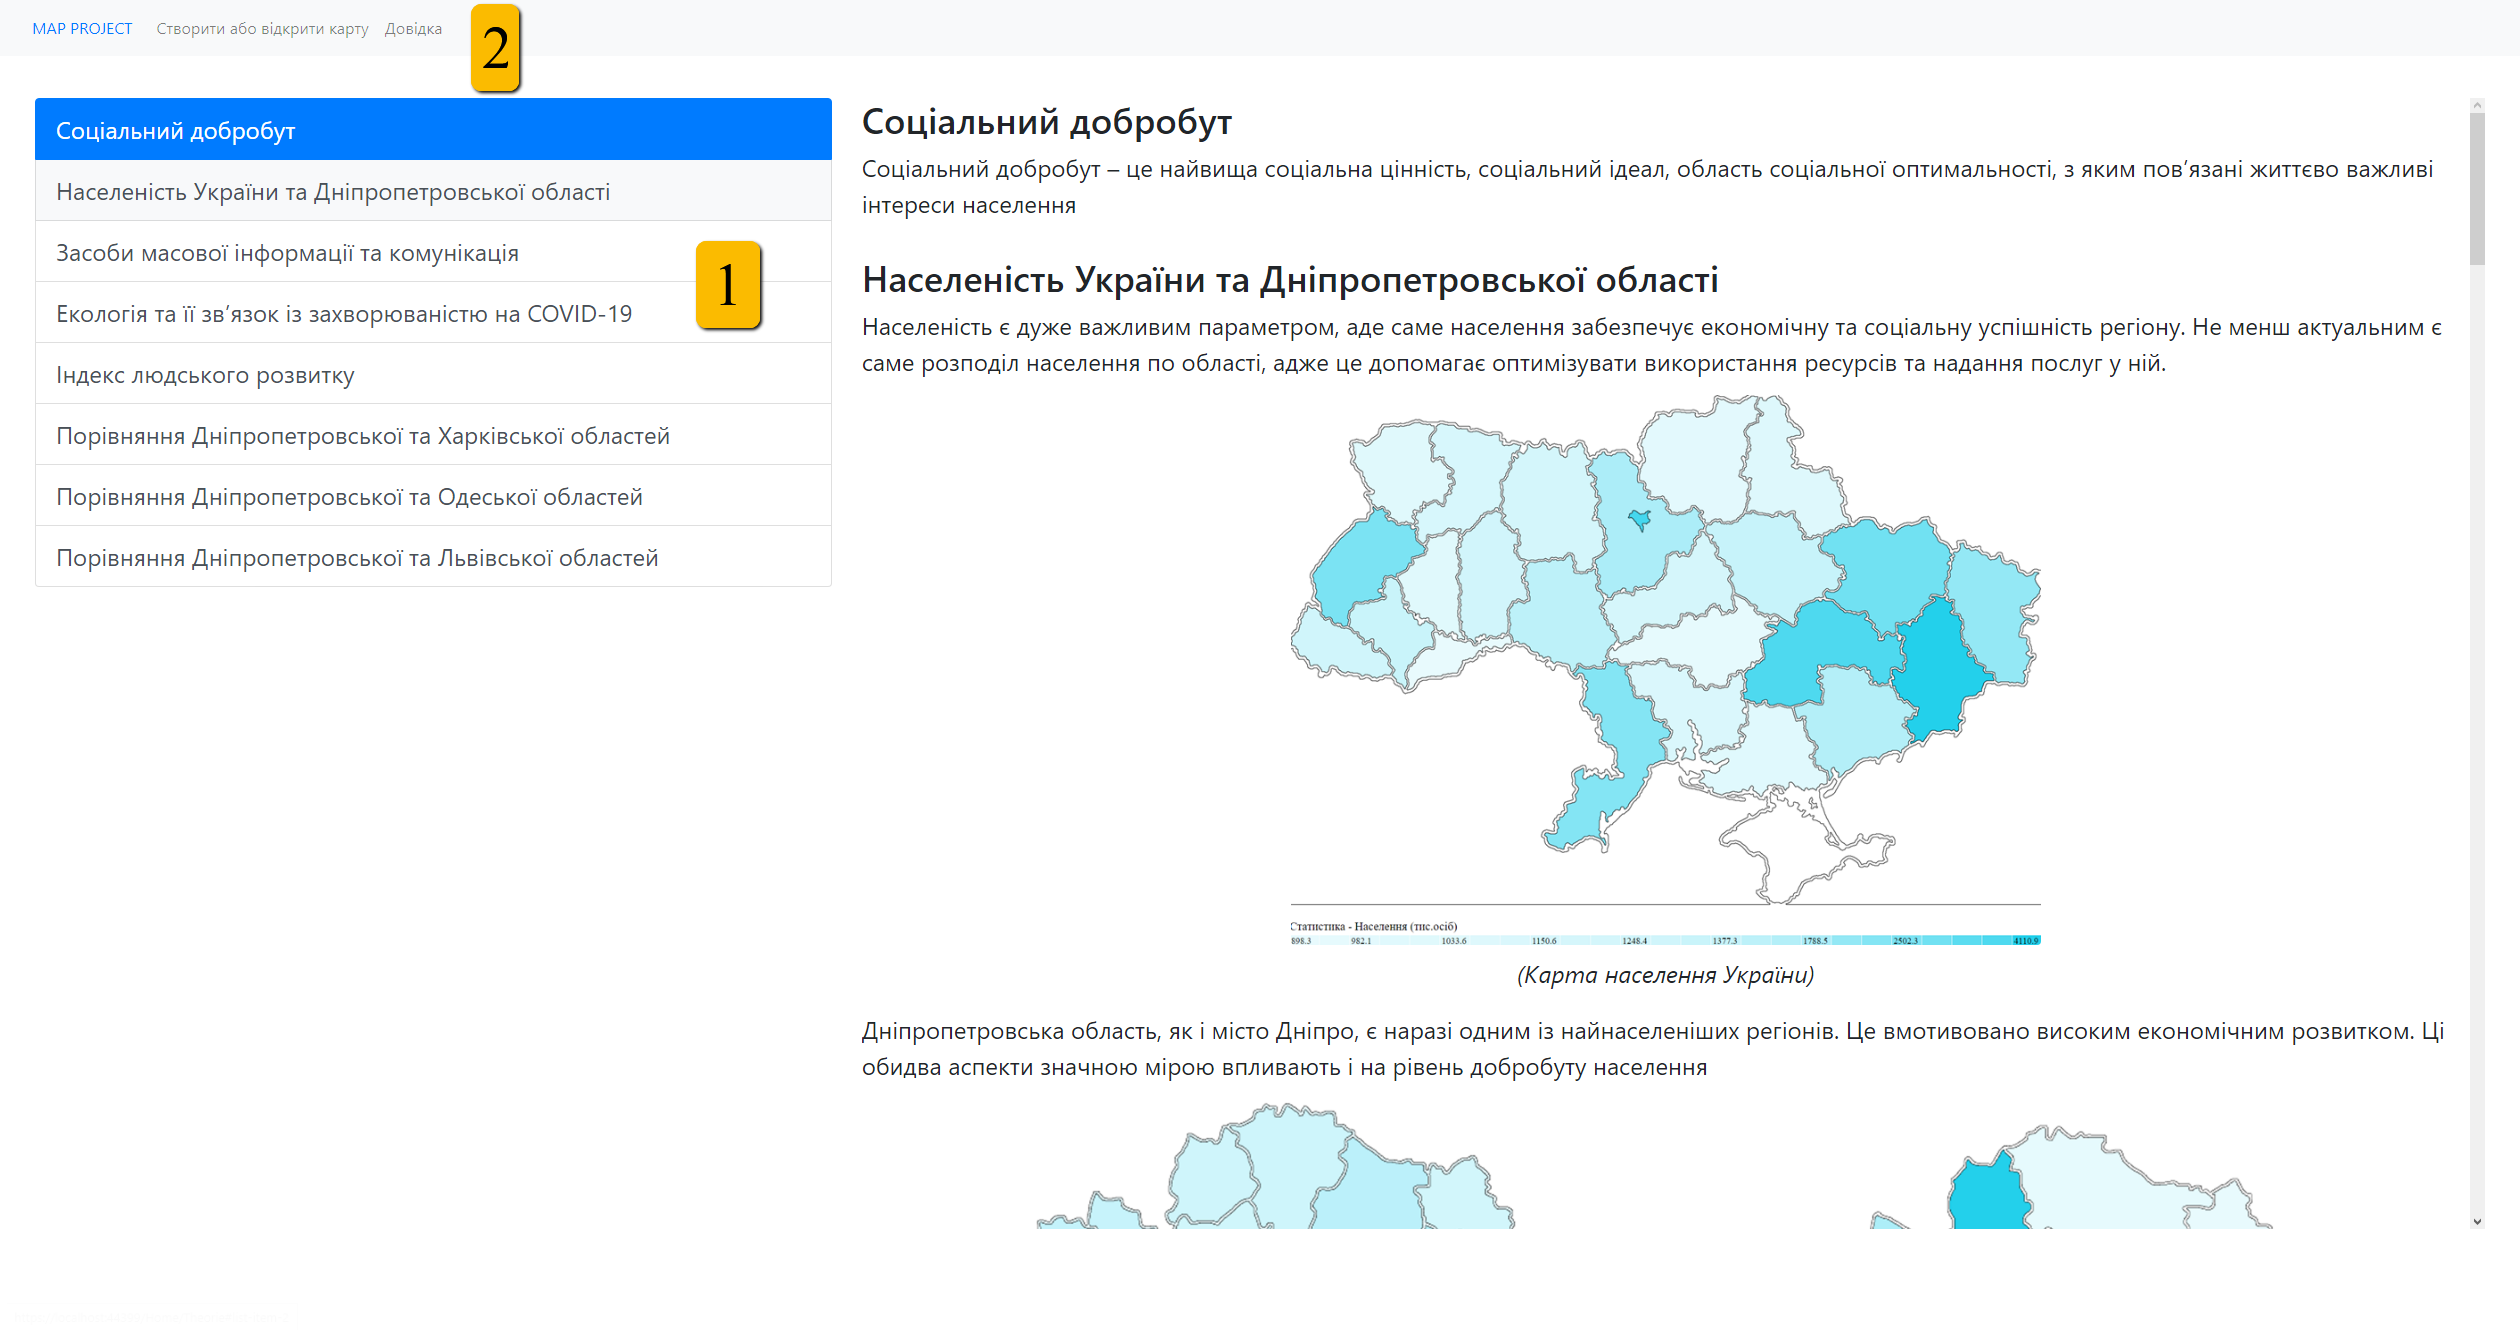 MAP PROJECT Створити або відкрити карту Довідка
2
Соціальний добробут
Населеність України та Дніпропетровської області
Засоби масової інформації та комунікація
1
Екологія та її зв’язок із захворюваністю на COVID-19
Індекс людського розвитку
Порівняння Дніпропетровської та Харківської областей
Порівняння Дніпропетровської та Одеської областей
Порівняння Дніпропетровської та Львівської областей
Соціальний добробут
Соціальний добробут – це найвища соціальна цінність, соціальний ідеал, область соціальної оптимальності, з яким пов’язані життєво важливі
інтереси населення
Населеність України та Дніпропетровської області
Населеність є дуже важливим параметром, аде саме населення забезпечує економічну та соціальну успішність регіону. Не менш актуальним є
саме розподіл населення по області, адже це допомагає оптимізувати використання ресурсів та надання послуг у ній.
Статистика - Населення (тис.осіб)
898.3 982.1 1033.6 1150.6 1248.4 1377.3 1788.5 2502.3 4110.9
(Карта населення України)
Дніпропетровська область, як і місто Дніпро, є наразі одним із найнаселеніших регіонів. Це вмотивовано високим економічним розвитком. Ці
обидва аспекти значною мірою впливають і на рівень добробуту населення